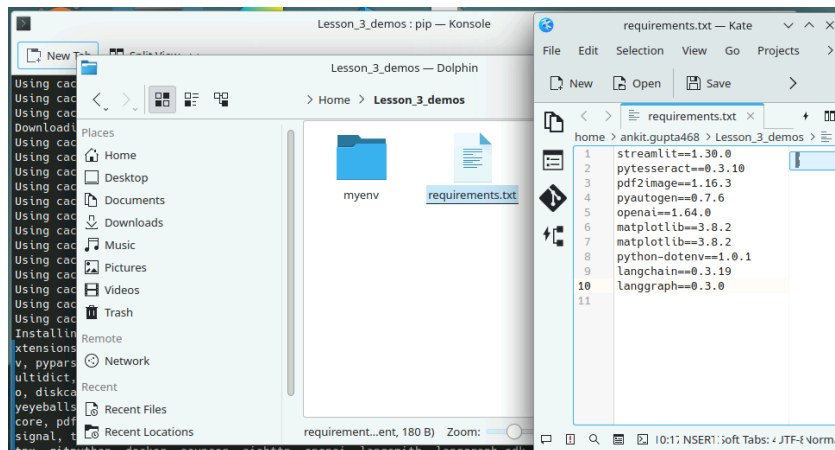 Lesson_3_demos : pip — Konsole
New Tab
Split View
Using cac
Using cac
Using cac
Downloadi
Using cac
Using cac
Using cac
Using cac
Using cac
Using cac
Using cac
Using cac
Using cac
Using cac
Using cac
Using cac
Installin
xtensions
v, pypars
ultidict,
o, diskca
yeyeballs
core, pdf
signal, t
Lesson_3_demos — Dolphin
> Home > Lesson_3_demos
Places
Home
Desktop
Documents
Downloads
Music
Pictures
Videos
Trash
Remote
Network
Recent
Recent Files
Recent Locations
myenv
requirements.txt
requirement...ent, 180 B)
Zoom:
requirements.txt — Kate
File Edit Selection View Go Projects >
New Open Save >
requirements.txt
home > ankit.gupta468 > Lesson_3_demos >
1 streamlit==1.30.0
2 pytesseract==0.3.10
3 pdf2image==1.16.3
4 pyautogen==0.7.6
5 openai==1.64.0
6 matplotlib==3.8.2
7 matplotlib==3.8.2
8 python-dotenv==1.0.1
9 langchain==0.3.19
10 langgraph==0.3.0
11
Soft Tabs: 4